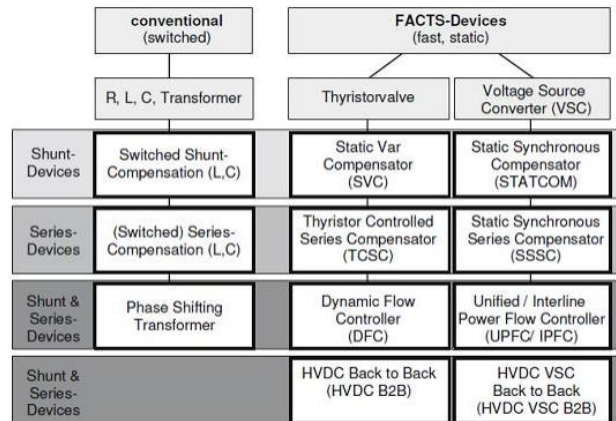 conventional
(switched)
FACTS-Devices
(fast, static)
R, L, C, Transformer
Thyristorvalve
Voltage Source
Converter (VSC)
Shunt-
Devices
Switched Shunt-
Compensation (L,C)
Static Var
Compensator
(SVC)
Static Synchronous
Compensator
(STATCOM)
Series-
Devices
(Switched) Series-
Compensation (L,C)
Thyristor Controlled
Series Compensator
(TCSC)
Static Synchronous
Series Compensator
(SSSC)
Shunt &
Series-
Devices
Phase Shifting
Transformer
Dynamic Flow
Controller
(DFC)
Unified / Interline
Power Flow Controller
(UPFC/ IPFC)
Shunt &
Series-
Devices
HVDC Back to Back
(HVDC B2B)
HVDC VSC
Back to Back
(HVDC VSC B2B)